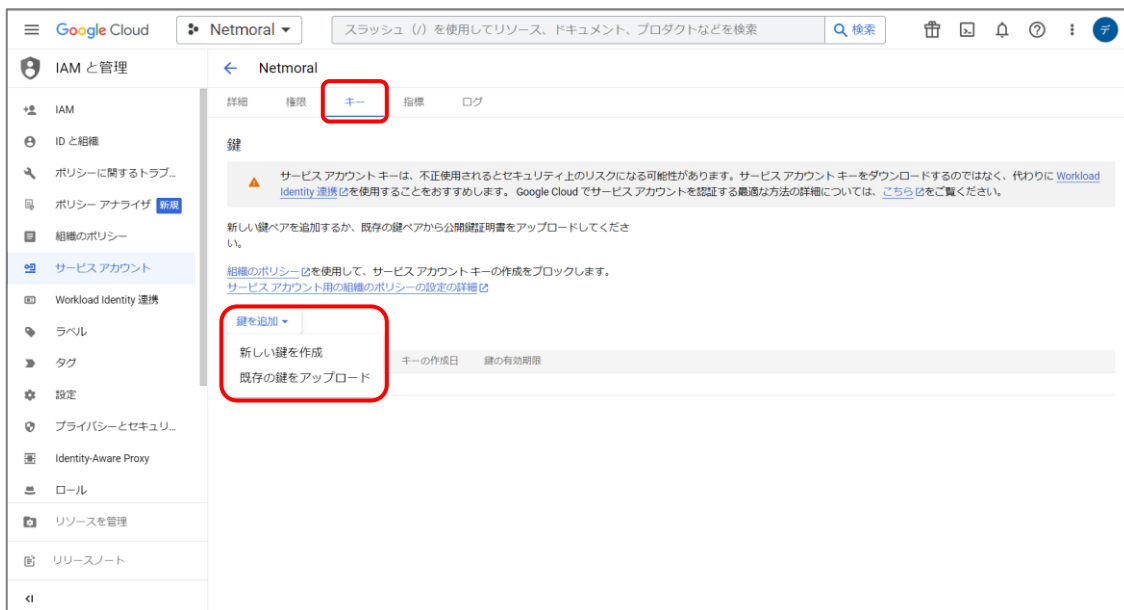 Google Cloud
Netmoral
スラッシュ (/) を使用してリソース、ドキュメント、プロダクトなどを検索
検索
デ
IAM と管理
Netmoral
IAM
ID と組織
ポリシーに関するトラブ...
ポリシー アナライザ 新規
組織のポリシー
サービス アカウント
Workload Identity 連携
ラベル
タグ
設定
プライバシーとセキュリ...
Identity-Aware Proxy
ロール
リソースを管理
リリースノート
詳細 権限 キー 指標 ログ
鍵
サービス アカウント キーは、不正使用されるとセキュリティ上のリスクになる可能性があります。サービス アカウント キーをダウンロードするのではなく、代わりに Workload
Identity 連携を使用することをおすすめします。 Google Cloud でサービス アカウントを認証する最適な方法の詳細については、こちらをご覧ください。
新しい鍵ペアを追加するか、既存の鍵ペアから公開鍵証明書をアップロードしてくださ
い。
組織のポリシーを使用して、サービス アカウント キーの作成をブロックします。
サービス アカウント用の組織のポリシーの設定の詳細
鍵を追加
新しい鍵を作成
既存の鍵をアップロード
キーの作成日 鍵の有効期限